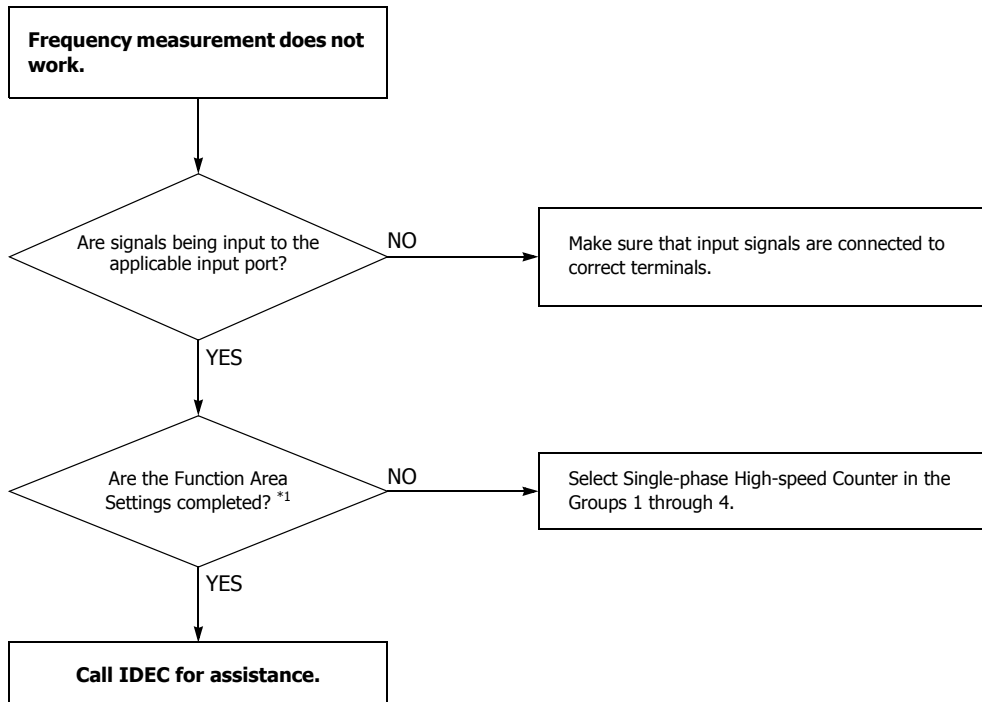 Frequency measurement does not
work.
Are signals being input to the
applicable input port?
NO
Make sure that input signals are connected to
correct terminals.
YES
Are the Function Area
Settings completed? *1
NO
Select Single-phase High-speed Counter in the
Groups 1 through 4.
YES
Call IDEC for assistance.